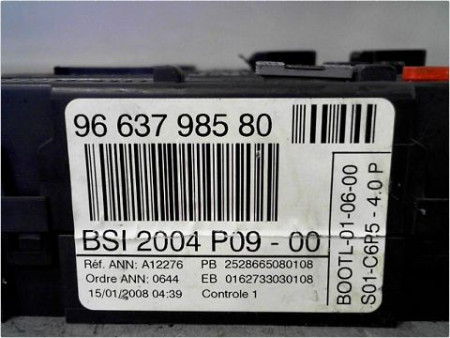 96 637 985 80
BSI 2004 P09 - 00
Réf. ANN: A12276 PB 2528665080108
Ordre ANN: 0644 EB 0162733030108
15/01/2008 04:39 Controle 1
BOOTL-01-06-00
S01-C6R5 - 4.0 P